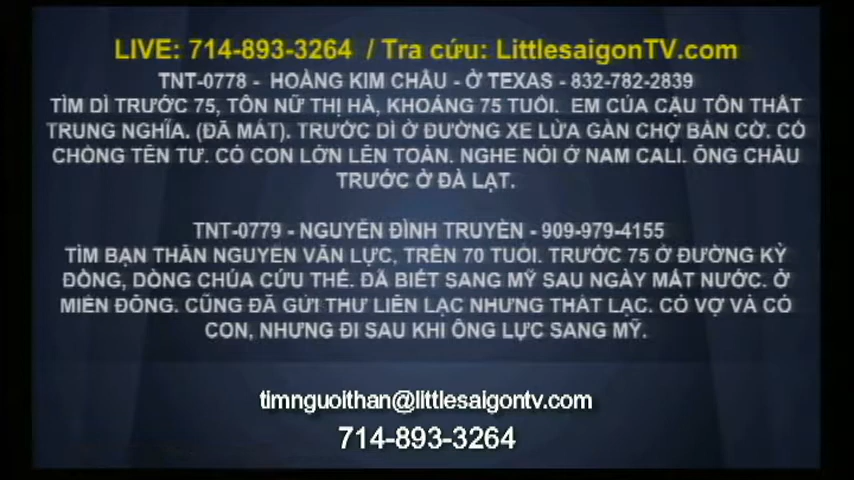 LIVE: 714-893-3264 / Tra cứu: LittlesaigonTV.com
TNT-0778 - HOÀNG KIM CHÂU - Ở TEXAS - 832-782-2839
TÌM DÌ TRƯỚC 75, TÔN NỮ THỊ HÀ, KHOẢNG 75 TUỔI. EM CỦA CẬU TÔN THẤT
TRUNG NGHĨA. (ĐÃ MẤT). TRƯỚC DÌ Ở ĐƯỜNG XE LỬA GẦN CHỢ BÀN CỜ. CÓ
CHỒNG TÊN TƯ. CÓ CON LỚN LÊN TOÀN. NGHE NÓI Ở NAM CALI. ÔNG CHÂU
TRƯỚC Ở ĐÀ LẠT.
TNT-0779 - NGUYỄN ĐÌNH TRUYỀN - 909-979-4155
TÌM BẠN THÂN NGUYỄN VĂN LỰC, TRÊN 70 TUỔI. TRƯỚC 75 Ở ĐƯỜNG KỲ
ĐỒNG, DÒNG CHÚA CỨU THẾ. ĐÃ BIẾT SANG MỸ SAU NGÀY MẤT NƯỚC. Ở
MIỀN ĐÔNG. CŨNG ĐÃ GỬI THƯ LIÊN LẠC NHƯNG THẤT LẠC. CÓ VỢ VÀ CÓ
CON, NHƯNG ĐI SAU KHI ÔNG LỰC SANG MỸ.
timnguoithan@littlesaigontv.com
714-893-3264